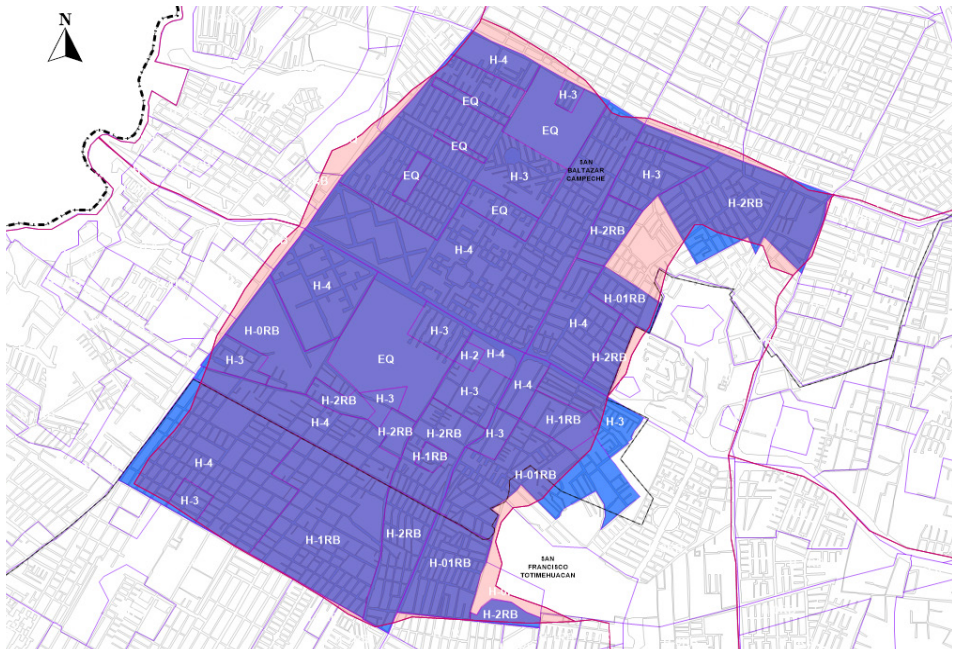 N
H-4
H-3
EQ
EQ
EQ
SAN
BALTAZAR
CAMPECHE
H-3
H-3
EQ
H-2RB
EQ
H-2RB
H-4
H-4
H-01RB
H-0RB
H-3
H-4
H-3
EQ
H-2
H-4
H-2RB
H-4
H-3
H-2RB
H-3
H-3
H-4
H-1RB
H-2RB
H-2RB
H-3
H-1RB
H-4
H-3
H-01RB
H-1RB
H-2RB
H-01RB
SAN
FRANCISCO
TOTIMEHUACAN
H-2RB